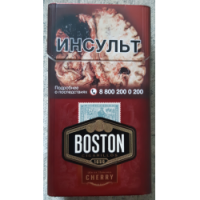 ИНСУЛЬТ
Подробнее
о последствиях
8 800 200 0 200
BOSTON
CHERRY